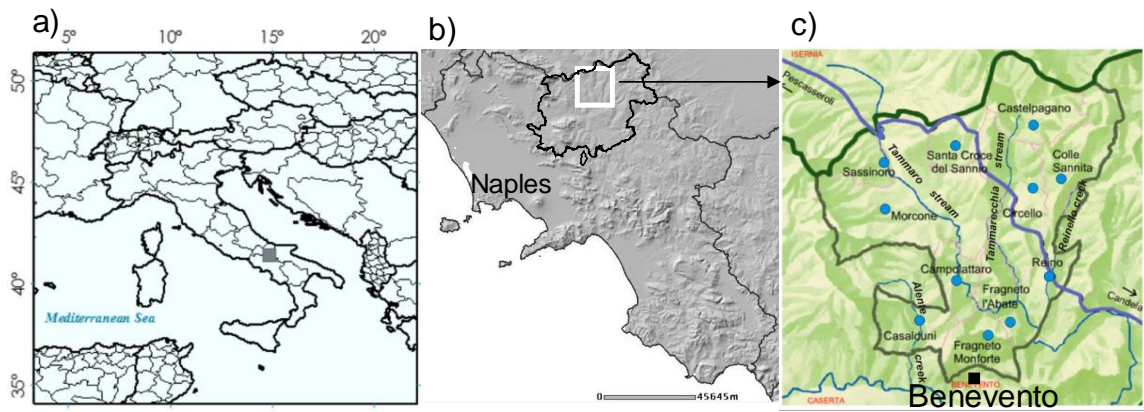 a)
5°
10°
15°
20°
50°
45°
40°
35°
Mediterranean Sea
b)
Naples
0
45645m
c)
ISERNIA
Pescasseroli
Castelpagano
Santa Croce
del Sannio
stream
Colle
Sannita
Sassinoro
Tammaro
stream
Morcone
Tammarecchia
Circello
Reinello creek
Campolattaro
Reino
Fragneto
l'Abate
Candela
Alente
creek
Casalduni
Fragneto
Monforte
BENEVENTO
Benevento
CASERTA